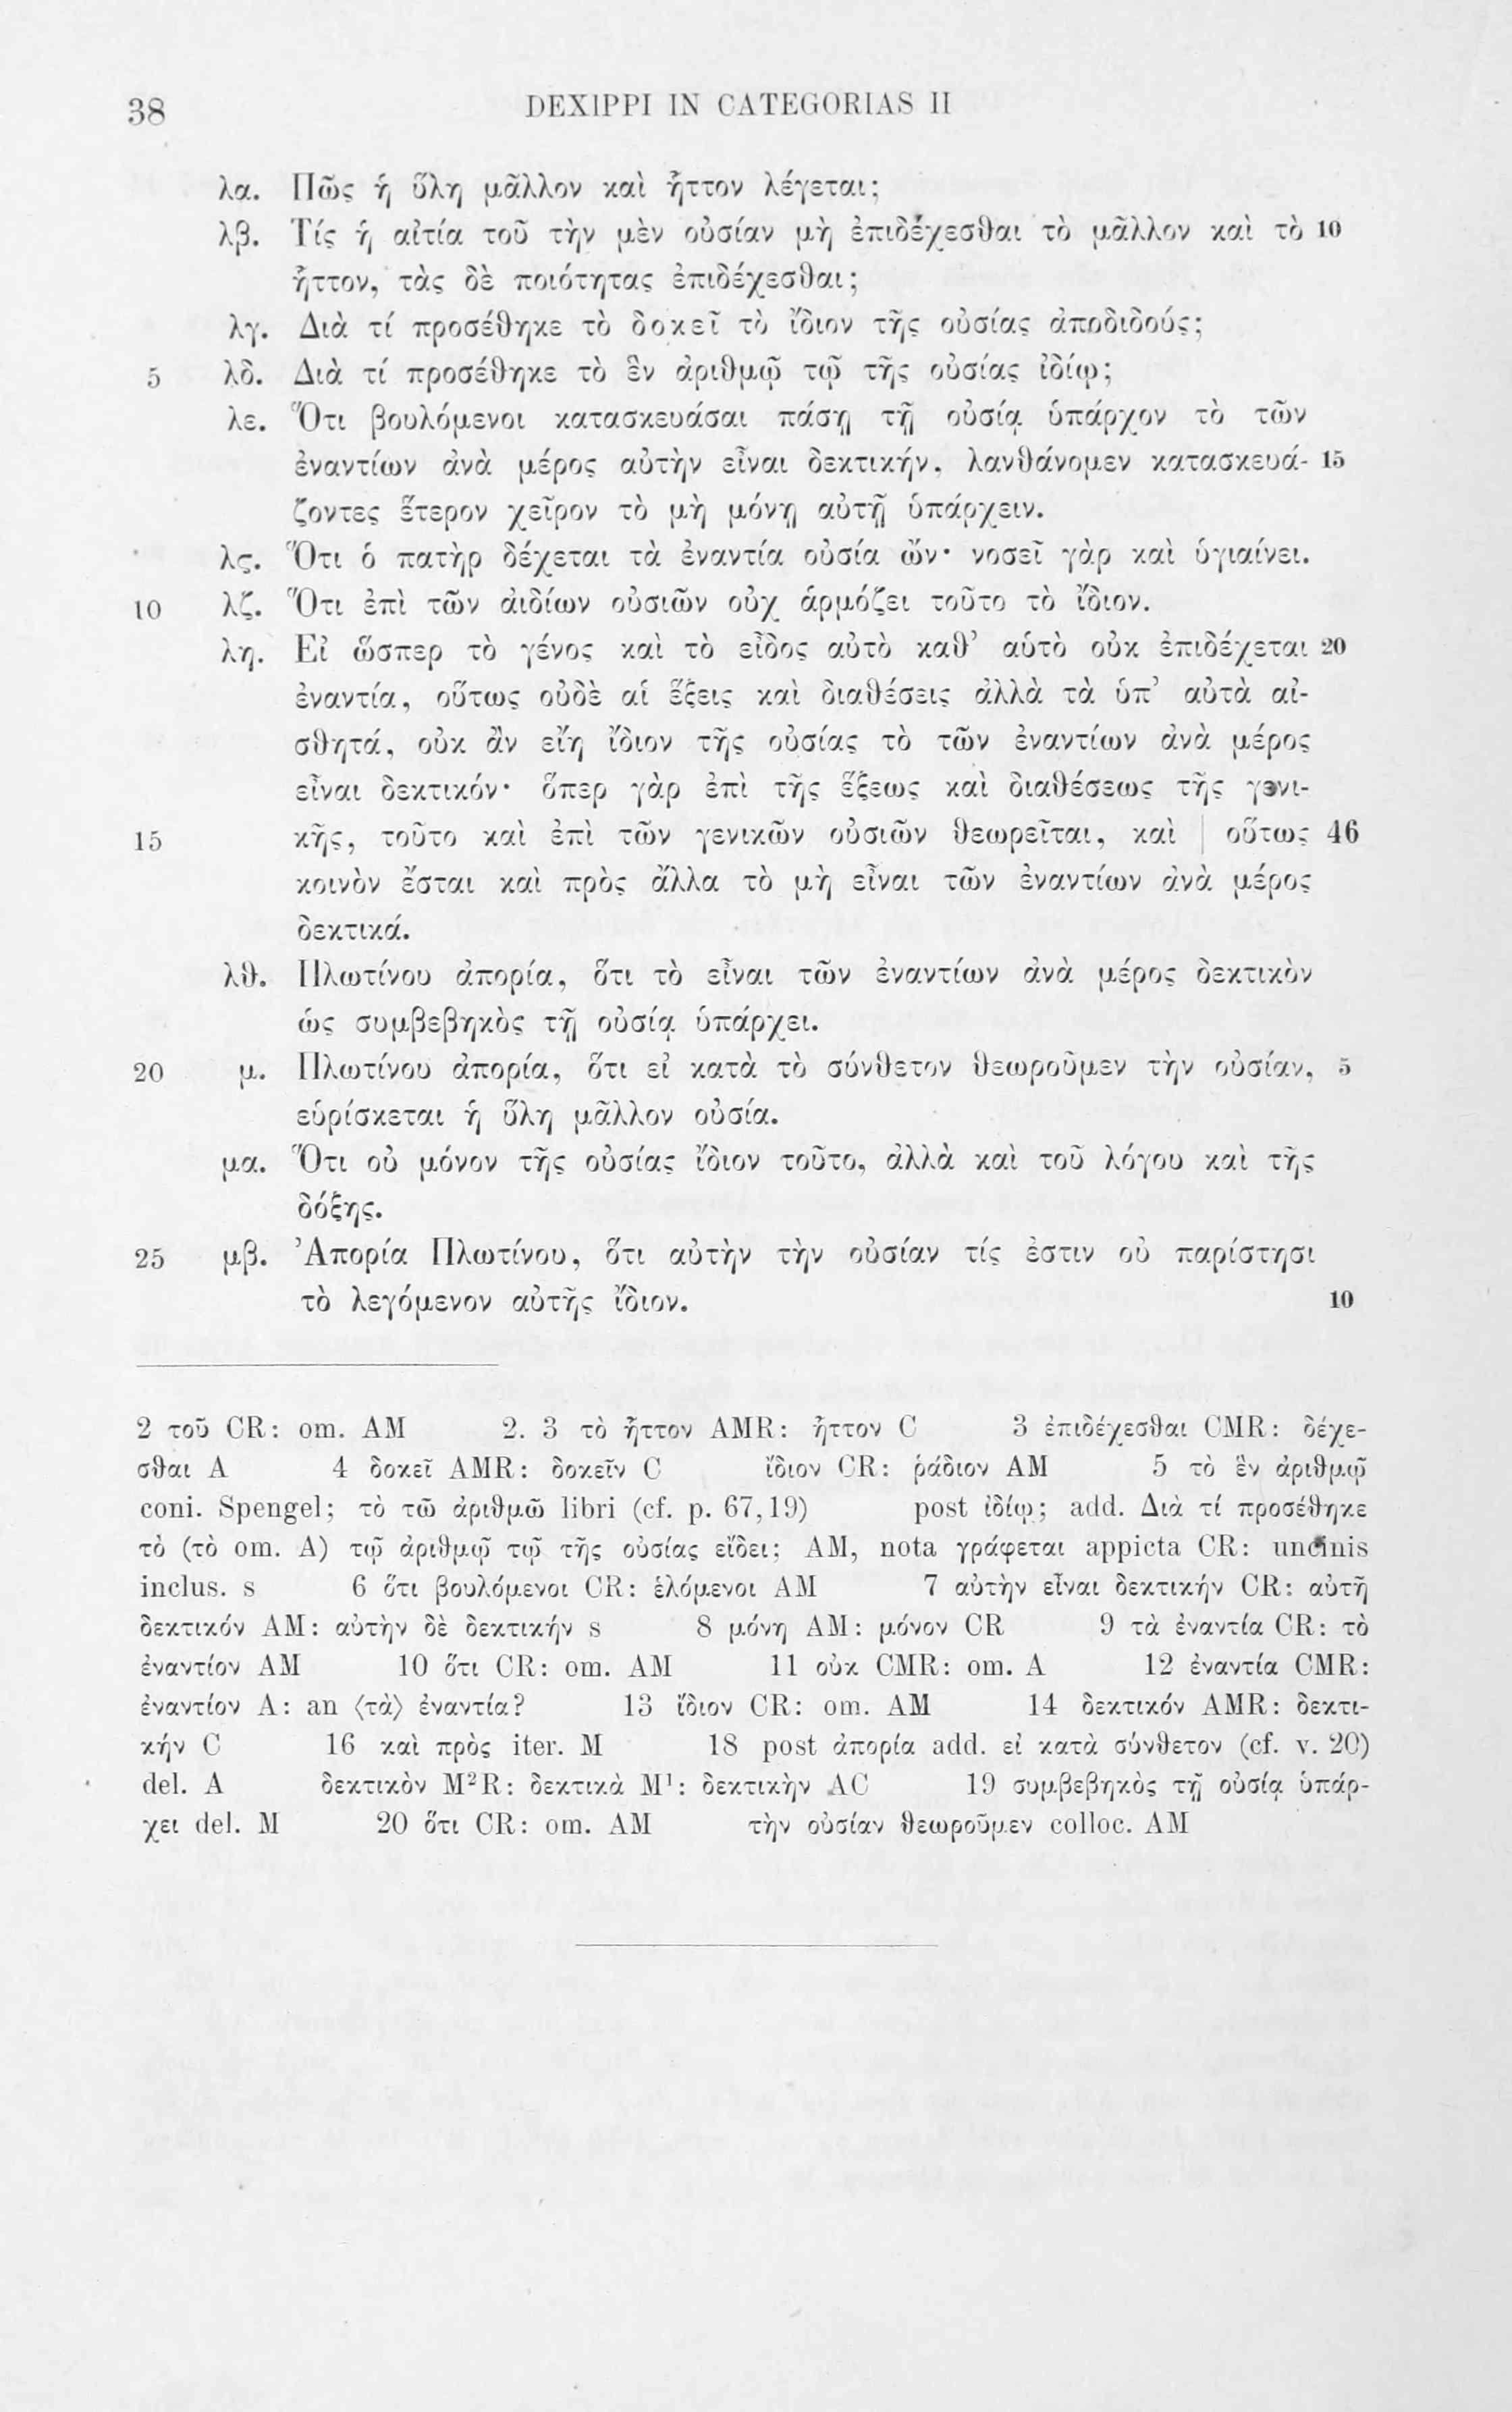 38 DEXIPPI IN CATEGORIAS II
λα. Πῶς ἡ ὕλη μᾶλλον καὶ ἧττον λέγεται;
λβ. Τίς ἡ αἰτία τοῦ τὴν μὲν οὐσίαν μὴ ἐπιδέχεσθαι τὸ μᾶλλον καὶ τὸ 10
ἧττον, τὰς δὲ ποιότητας ἐπιδέχεσθαι;
λγ. Διὰ τί προσέθηκε τὸ δοκεῖ τὸ ἴδιον τῆς οὐσίας ἀποδιδούς;
5 λδ. Διὰ τί προσέθηκε τὸ ἓν ἀριθμῷ τῷ τῆς οὐσίας ἰδίῳ;
λε. Ὅτι βουλόμενοι κατασκευάσαι πάσῃ τῇ οὐσίᾳ ὑπάρχον τὸ τῶν
ἐναντίων ἀνὰ μέρος αὐτὴν εἶναι δεκτικήν, λανθάνομεν κατασκευά- 15
ζοντες ἕτερον χεῖρον τὸ μὴ μόνῃ αὐτῇ ὑπάρχειν.
λς. Ὅτι ὁ πατὴρ δέχεται τὰ ἐναντία οὐσία ὤν· νοσεῖ γὰρ καὶ ὑγιαίνει.
10 λζ. Ὅτι ἐπὶ τῶν ἀιδίων οὐσιῶν οὐχ ἁρμόζει τοῦτο τὸ ἴδιον.
λη. Εἰ ὥσπερ τὸ γένος καὶ τὸ εἶδος αὐτὸ καθ' αὑτὸ οὐκ ἐπιδέχεται 20
ἐναντία, οὕτως οὐδὲ αἱ ἕξεις καὶ διαθέσεις ἀλλὰ τὰ ὑπ' αὐτὰ αἰ-
σθητά, οὐκ ἂν εἴη ἴδιον τῆς οὐσίας τὸ τῶν ἐναντίων ἀνὰ μέρος
εἶναι δεκτικόν· ὅπερ γὰρ ἐπὶ τῆς ἕξεως καὶ διαθέσεως τῆς γενι-
15 κῆς, τοῦτο καὶ ἐπὶ τῶν γενικῶν οὐσιῶν θεωρεῖται, καὶ | οὕτως 46
κοινὸν ἔσται καὶ πρὸς ἄλλα τὸ μὴ εἶναι τῶν ἐναντίων ἀνὰ μέρος
δεκτικά.
λθ. Πλωτίνου ἀπορία, ὅτι τὸ εἶναι τῶν ἐναντίων ἀνὰ μέρος δεκτικὸν
ὡς συμβεβηκὸς τῇ οὐσίᾳ ὑπάρχει.
20 μ. Πλωτίνου ἀπορία, ὅτι εἰ κατὰ τὸ σύνθετον θεωροῦμεν τὴν οὐσίαν, 5
εὑρίσκεται ἡ ὕλη μᾶλλον οὐσία.
μα. Ὅτι οὐ μόνον τῆς οὐσίας ἴδιον τοῦτο, ἀλλὰ καὶ τοῦ λόγου καὶ τῆς
δόξης.
25 μβ. Ἀπορία Πλωτίνου, ὅτι αὐτὴν τὴν οὐσίαν τίς ἐστιν οὐ παρίστησι
τὸ λεγόμενον αὐτῆς ἴδιον. 10
2 τοῦ CR: om. AM 2. 3 τὸ ἧττον AMR: ἧττον C 3 ἐπιδέχεσθαι CMR: δέχε-
σθαι A 4 δοκεῖ AMR: δοκεῖν C ἴδιον CR: ῥάδιον AM 5 τὸ ἓν ἀριθμῷ
coni. Spengel; τὸ τῶ ἀριθμῶ libri (cf. p. 67,19) post ἰδίῳ; add. Διὰ τί προσέθηκε
τὸ (τὸ om. A) τῷ ἀριθμῷ τῷ τῆς οὐσίας εἴδει; AM, nota γράφεται appicta CR: uncinis
inclus. s 6 ὅτι βουλόμενοι CR: ἑλόμενοι AM 7 αὐτὴν εἶναι δεκτικήν CR: αὐτῆ
δεκτικόν AM: αὐτὴν δὲ δεκτικήν s 8 μόνη AM: μόνον CR 9 τὰ ἐναντία CR: τὸ
ἐναντίον AM 10 ὅτι CR: om. AM 11 οὐκ CMR: om. A 12 ἐναντία CMR:
ἐναντίον A: an ⟨τὰ⟩ ἐναντία? 13 ἴδιον CR: om. AM 14 δεκτικόν AMR: δεκτι-
κήν C 16 καὶ πρὸς iter. M 18 post ἀπορία add. εἰ κατὰ σύνθετον (cf. v. 20)
del. A δεκτικὸν M²R: δεκτικὰ M¹: δεκτικὴν AC 19 συμβεβηκὸς τῇ οὐσίᾳ ὑπάρ-
χει del. M 20 ὅτι CR: om. AM τὴν οὐσίαν θεωροῦμεν colloc. AM